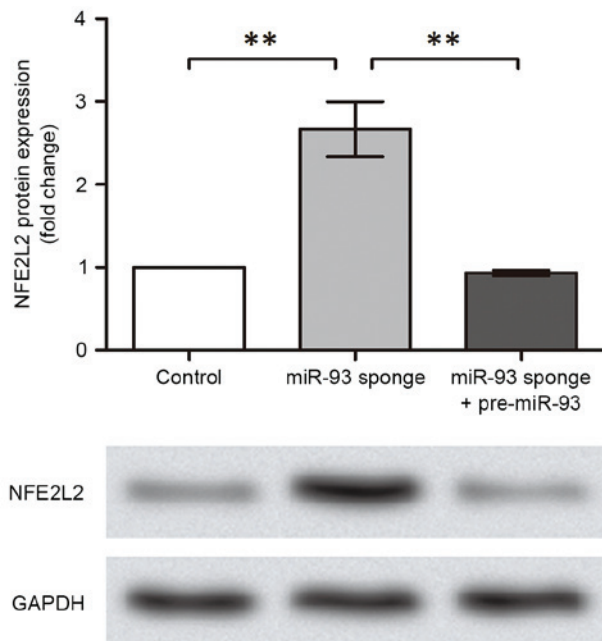 NFE2L2 protein expression
(fold change)
4
3
2
1
0
**
**
Control
miR-93 sponge
miR-93 sponge
+ pre-miR-93
NFE2L2
GAPDH